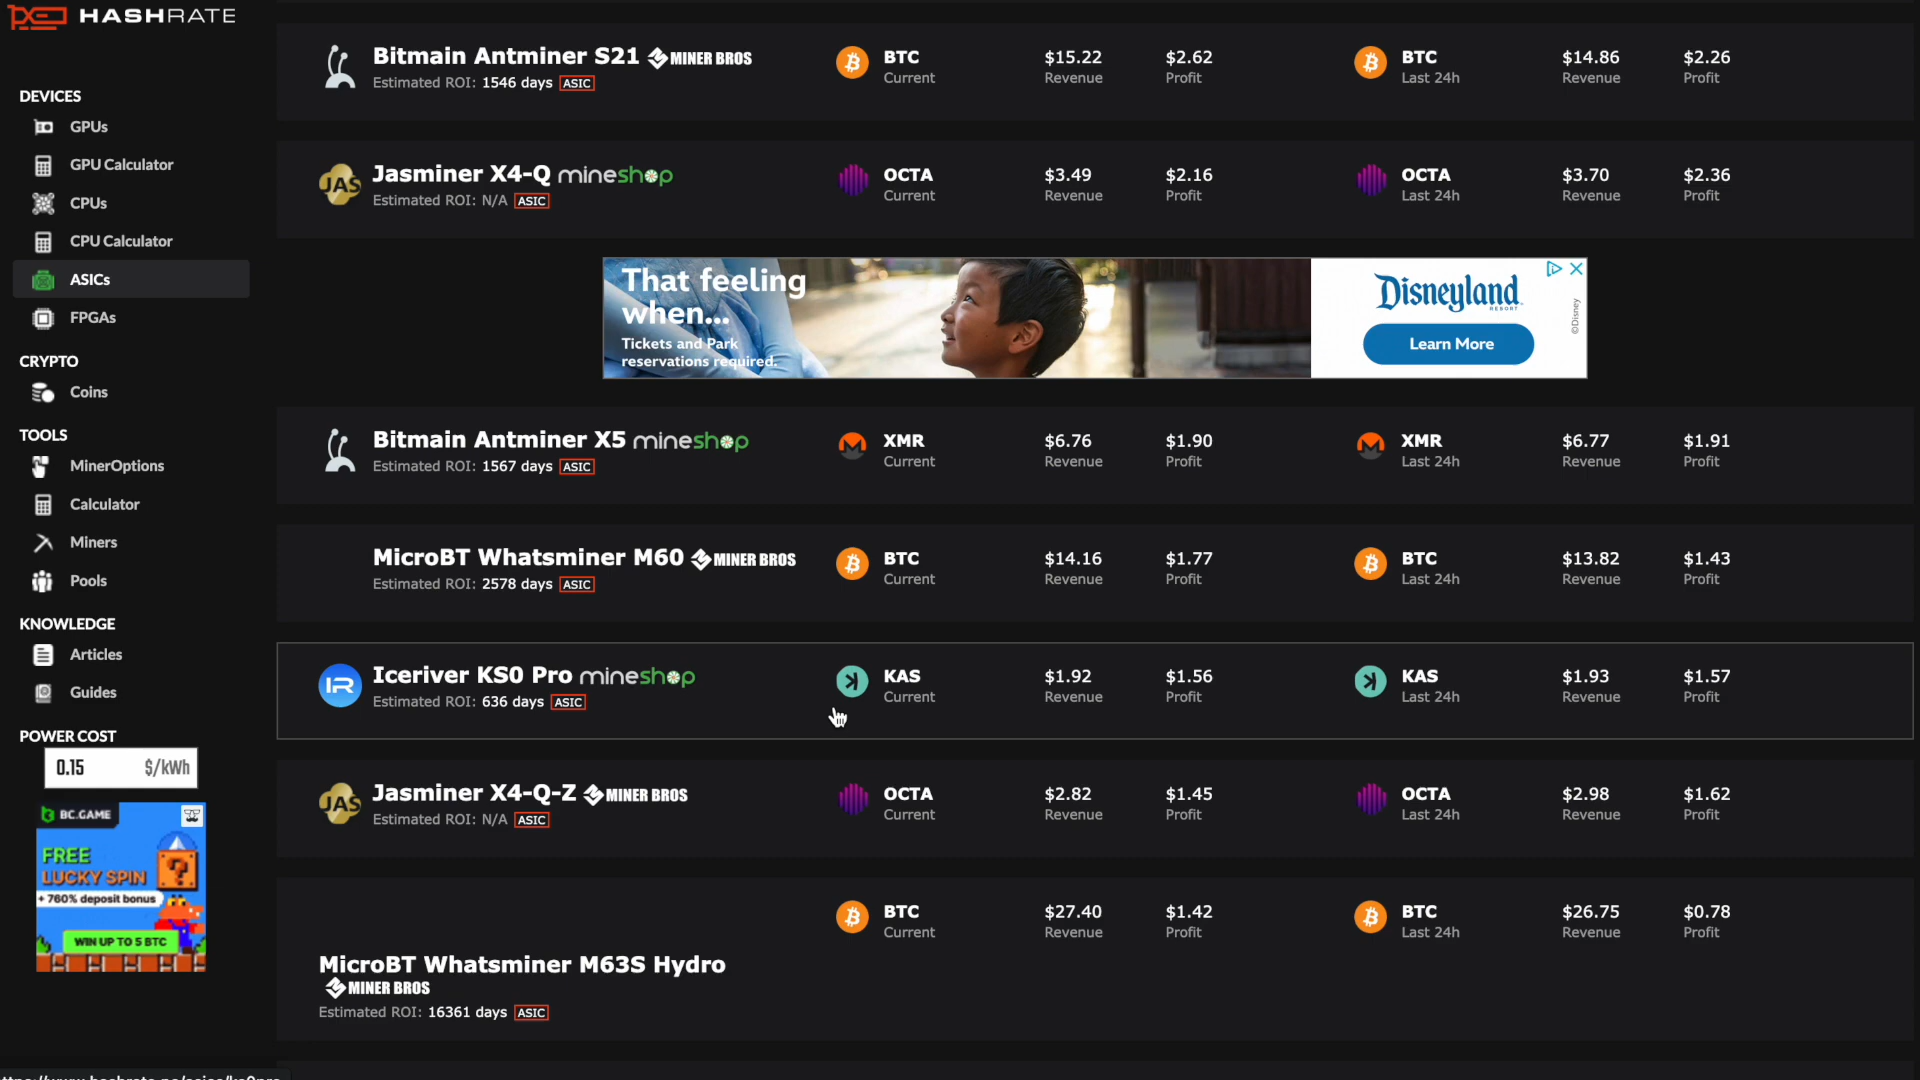 HASHRATE
DEVICES
GPUs
GPU Calculator
CPUs
CPU Calculator
ASICs
FPGAs
CRYPTO
Coins
TOOLS
MinerOptions
Calculator
Miners
Pools
KNOWLEDGE
Articles
Guides
POWER COST
0.15 $/kWh
BC.GAME
FREE
LUCKY SPIN
+ 760% deposit bonus
?
WIN UP TO 5 BTC
Bitmain Antminer S21 MINER BROS
Estimated ROI: 1546 days ASIC
BTC $15.22 $2.62 BTC $14.86 $2.26
Current Revenue Profit Last 24h Revenue Profit
JAS
Jasminer X4-Q mineshop
Estimated ROI: N/A ASIC
OCTA $3.49 $2.16 OCTA $3.70 $2.36
Current Revenue Profit Last 24h Revenue Profit
That feeling
when...
Tickets and Park
reservations required.
Disneyland
RESORT
Learn More
©Disney
Bitmain Antminer X5 mineshop
Estimated ROI: 1567 days ASIC
XMR $6.76 $1.90 XMR $6.77 $1.91
Current Revenue Profit Last 24h Revenue Profit
MicroBT Whatsminer M60 MINER BROS
Estimated ROI: 2578 days ASIC
BTC $14.16 $1.77 BTC $13.82 $1.43
Current Revenue Profit Last 24h Revenue Profit
IR
Iceriver KS0 Pro mineshop
Estimated ROI: 636 days ASIC
KAS $1.92 $1.56 KAS $1.93 $1.57
Current Revenue Profit Last 24h Revenue Profit
JAS
Jasminer X4-Q-Z MINER BROS
Estimated ROI: N/A ASIC
OCTA $2.82 $1.45 OCTA $2.98 $1.62
Current Revenue Profit Last 24h Revenue Profit
BTC $27.40 $1.42 BTC $26.75 $0.78
Current Revenue Profit Last 24h Revenue Profit
MicroBT Whatsminer M63S Hydro
MINER BROS
Estimated ROI: 16361 days ASIC